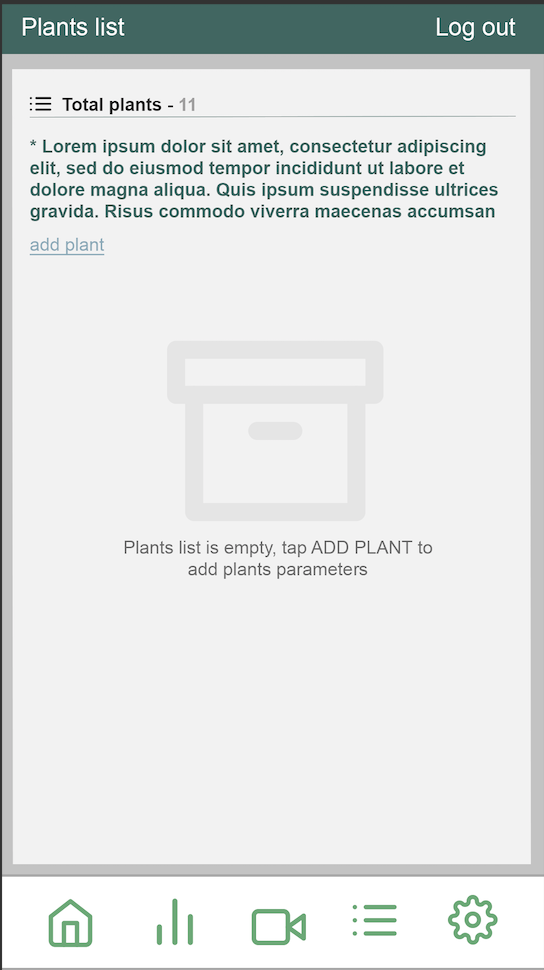 Plants list
Log out
Total plants - 11
* Lorem ipsum dolor sit amet, consectetur adipiscing
elit, sed do eiusmod tempor incididunt ut labore et
dolore magna aliqua. Quis ipsum suspendisse ultrices
gravida. Risus commodo viverra maecenas accumsan
add plant
Plants list is empty, tap ADD PLANT to
add plants parameters